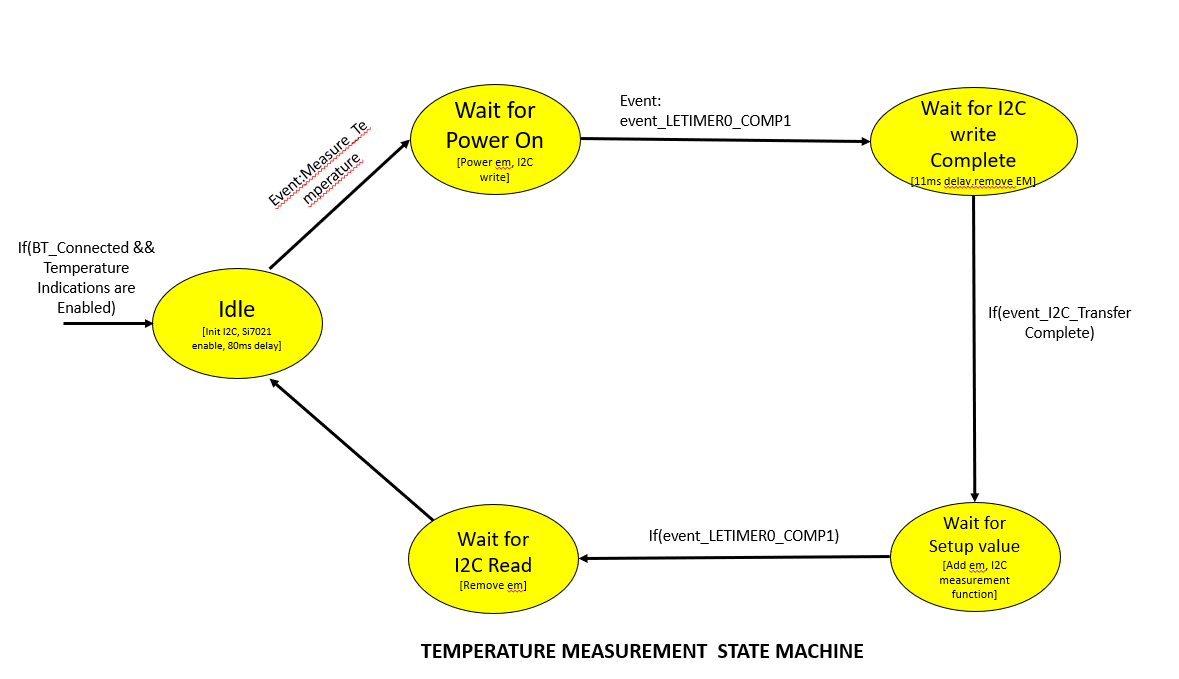 Wait for
Power On
[Power em, I2C
write]
Event:
event_LETIMER0_COMP1
Wait for I2C
write
Complete
[11ms delay.remove EM]
Event:Measure_Te
mperature
If(BT_Connected &&
Temperature
Indications are
Enabled)
Idle
[Init I2C, Si7021
enable, 80ms delay]
If(event_I2C_Transfer
Complete)
Wait for
I2C Read
[Remove em]
If(event_LETIMER0_COMP1)
Wait for
Setup value
[Add em, I2C
measurement
function]
TEMPERATURE MEASUREMENT  STATE MACHINE